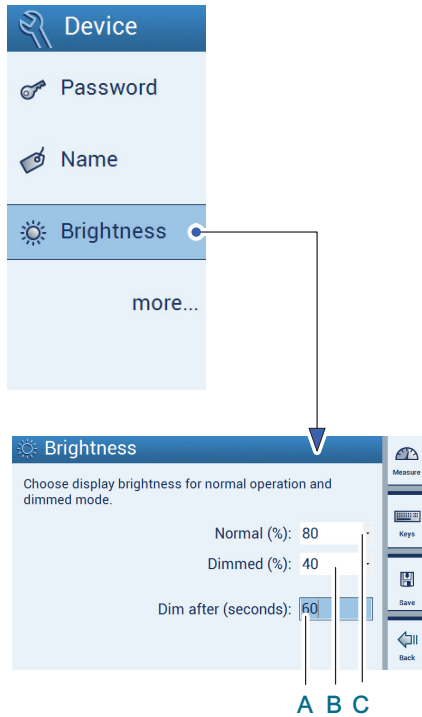 Device
Password
Name
Brightness
more...
Brightness
Choose display brightness for normal operation and
dimmed mode.
Normal (%): 80
Dimmed (%): 40
Dim after (seconds): 60
Measure
Keys
Save
Back
A B C